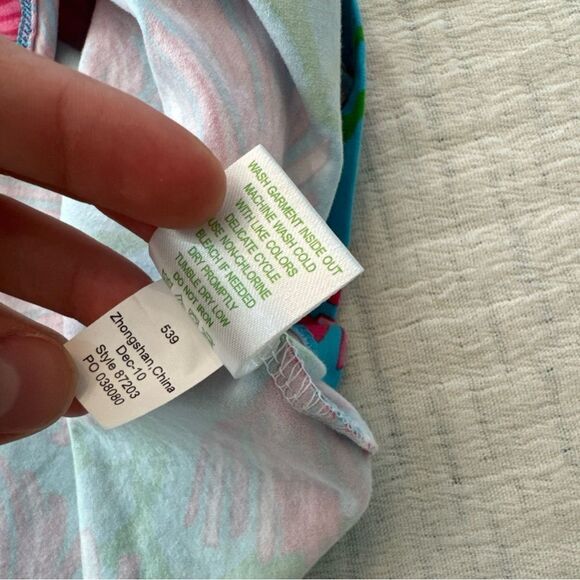 WASH GARMENT INSIDE OUT
MACHINE WASH COLD
WITH LIKE COLORS
DELICATE CYCLE
USE NON-CHLORINE
BLEACH IF NEEDED
DRY PROMPTLY
TUMBLE DRY LOW
DO NOT IRON
539
Zhongshan,China
Dec-10
Style 87203
PO 038080